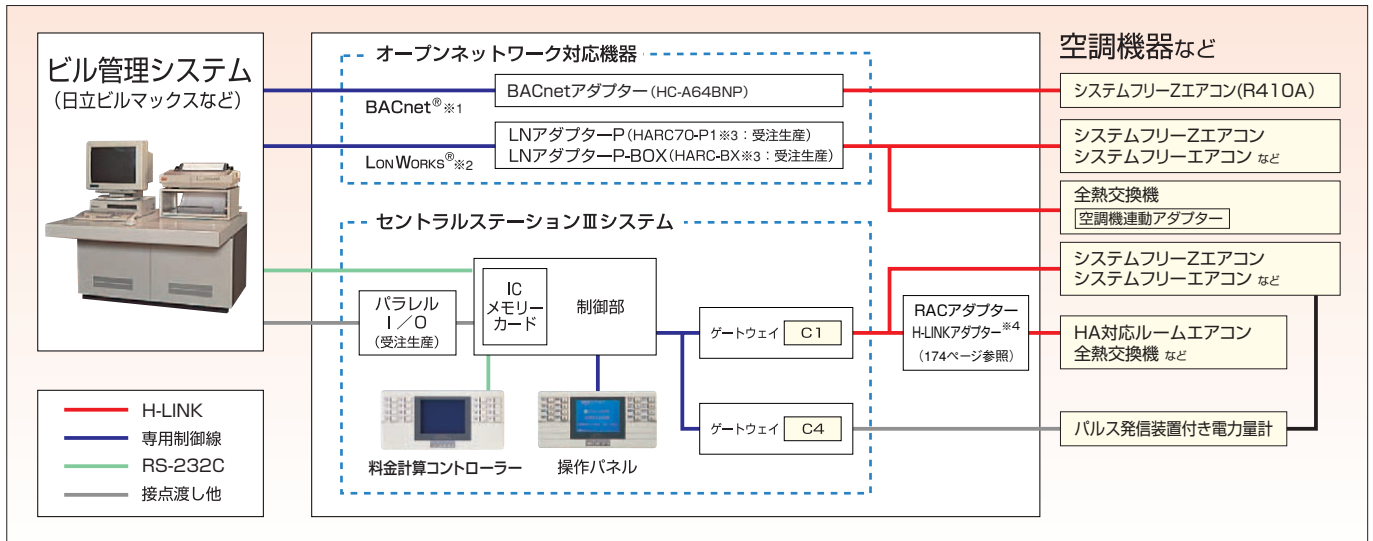 ビル管理システム
(日立ビルマックスなど)
H-LINK
専用制御線
RS-232C
接点渡し他
オープンネットワーク対応機器
BACnet®※1
BACnetアダプター(HC-A64BNP)
LONWORKS®※2
LNアダプターP(HARC70-P1※3:受注生産)
LNアダプターP-BOX(HARC-BX※3:受注生産)
セントラルステーションⅢシステム
パラレル
I/O
(受注生産)
IC
メモリー
カード
制御部
料金計算コントローラー
操作パネル
ゲートウェイ C1
ゲートウェイ C4
RACアダプター
H-LINKアダプター※4
(174ページ参照)
空調機器など
システムフリーZエアコン(R410A)
システムフリーZエアコン
システムフリーエアコン など
全熱交換機
空調機連動アダプター
システムフリーZエアコン
システムフリーエアコン など
HA対応ルームエアコン
全熱交換機 など
パルス発信装置付き電力量計